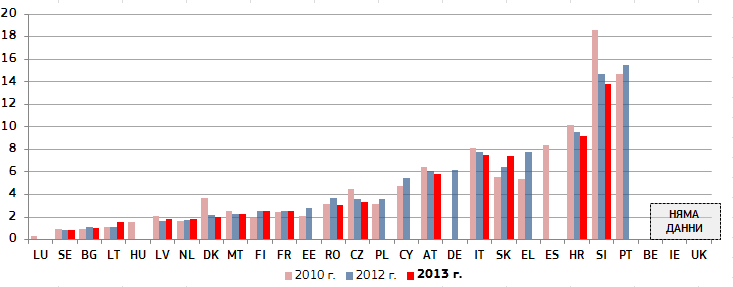 20
18
16
14
12
10
8
6
4
2
0
НЯМА
ДАННИ
LU SE BG LT HU LV NL DK MT FI FR EE RO CZ PL CY AT DE IT SK EL ES HR SI PT BE IE UK
2010 г. 2012 г. 2013 г.